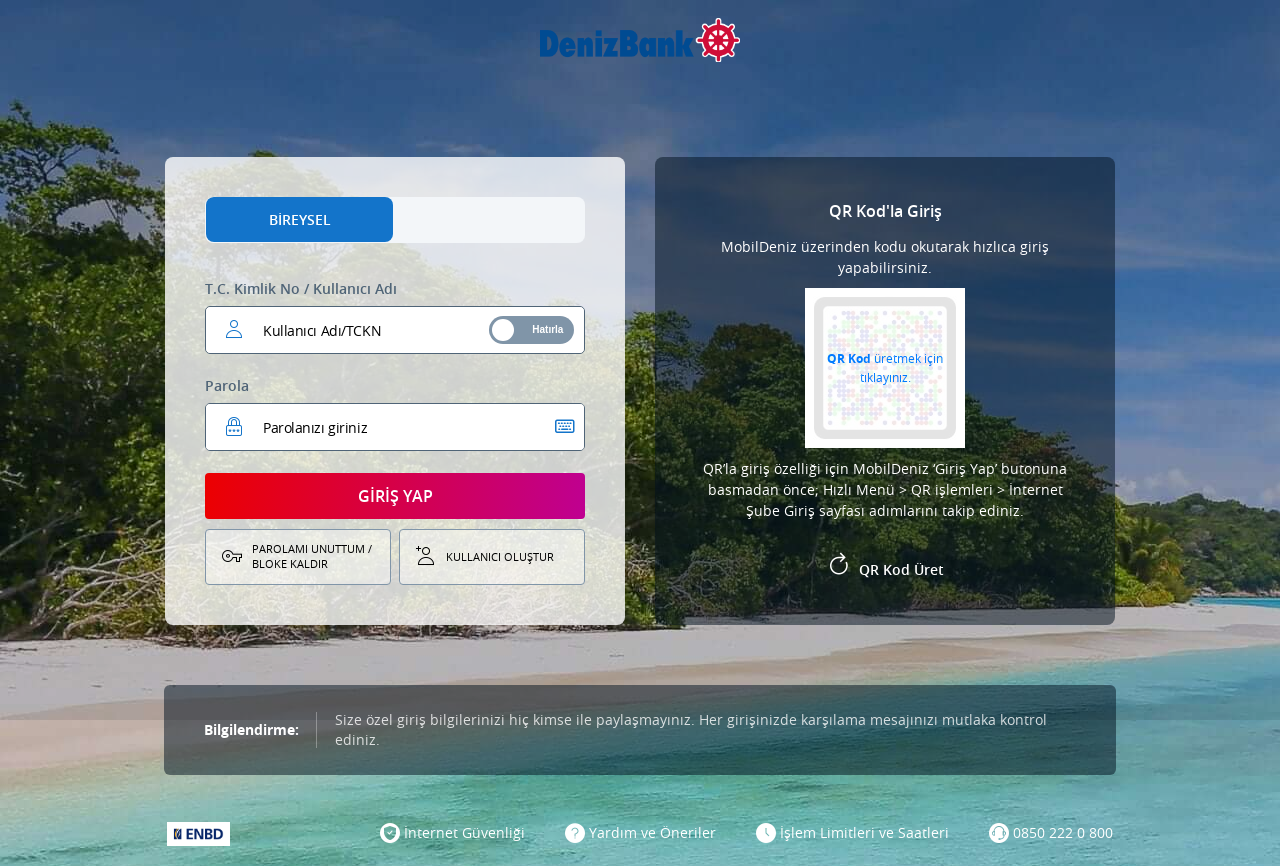 DenizBank
BİREYSEL
T.C. Kimlik No / Kullanıcı Adı
Kullanıcı Adı/TCKN
Hatırla
Parola
Parolanızı giriniz
GİRİŞ YAP
PAROLAMI UNUTTUM /
BLOKE KALDIR
KULLANICI OLUŞTUR
QR Kod'la Giriş
MobilDeniz üzerinden kodu okutarak hızlıca giriş
yapabilirsiniz.
QR Kod üretmek için
tıklayınız.
QR’la giriş özelliği için MobilDeniz ‘Giriş Yap’ butonuna
basmadan önce; Hızlı Menü > QR işlemleri > İnternet
Şube Giriş sayfası adımlarını takip ediniz.
QR Kod Üret
Bilgilendirme:
Size özel giriş bilgilerinizi hiç kimse ile paylaşmayınız. Her girişinizde karşılama mesajınızı mutlaka kontrol
ediniz.
ENBD
İnternet Güvenliği
Yardım ve Öneriler
İşlem Limitleri ve Saatleri
0850 222 0 800